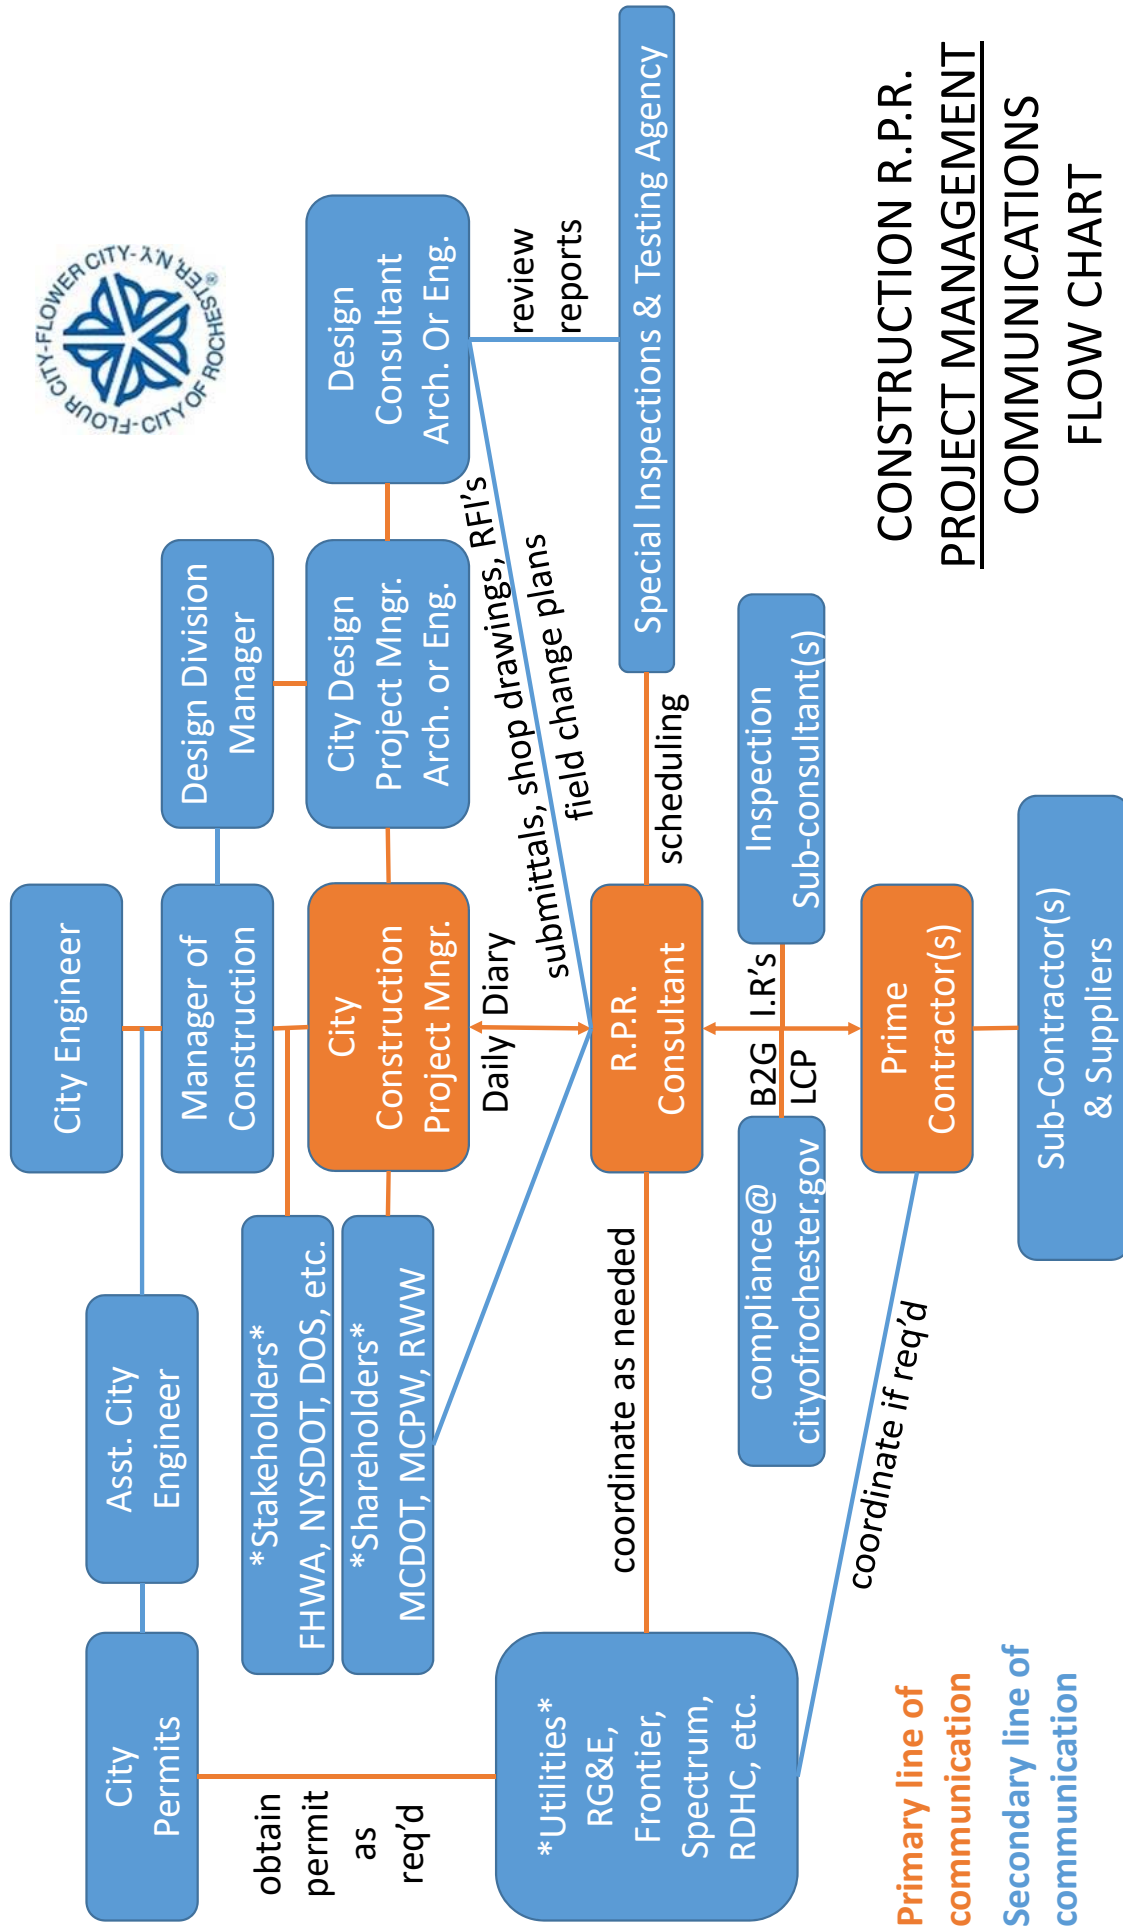 FLOUR CITY-FLOWER CITY-
-CITY OF ROCHESTER, N.Y.
®
City Engineer
City
Permits
Asst. City
Engineer
Manager of
Construction
Design Division
Manager
*Stakeholders*
FHWA, NYSDOT, DOS, etc.
*Shareholders*
MCDOT, MCPW, RWW
City
Construction
Project Mngr.
City Design
Project Mngr.
Arch. or Eng.
Design
Consultant
Arch. Or Eng.
obtain
permit
as
req'd
Daily Diary
submittals, shop drawings, RFI's
field change plans
review
reports
*Utilities*
RG&E,
Frontier,
Spectrum,
RDHC, etc.
coordinate as needed
R.P.R.
Consultant
scheduling
Special Inspections & Testing Agency
compliance@
cityofrochester.gov
B2G
LCP
I.R's
Inspection
Sub-consultant(s)
coordinate if req'd
Prime
Contractor(s)
Sub-Contractor(s)
& Suppliers
Primary line of
communication
Secondary line of
communication
CONSTRUCTION R.P.R.
PROJECT MANAGEMENT
COMMUNICATIONS
FLOW CHART